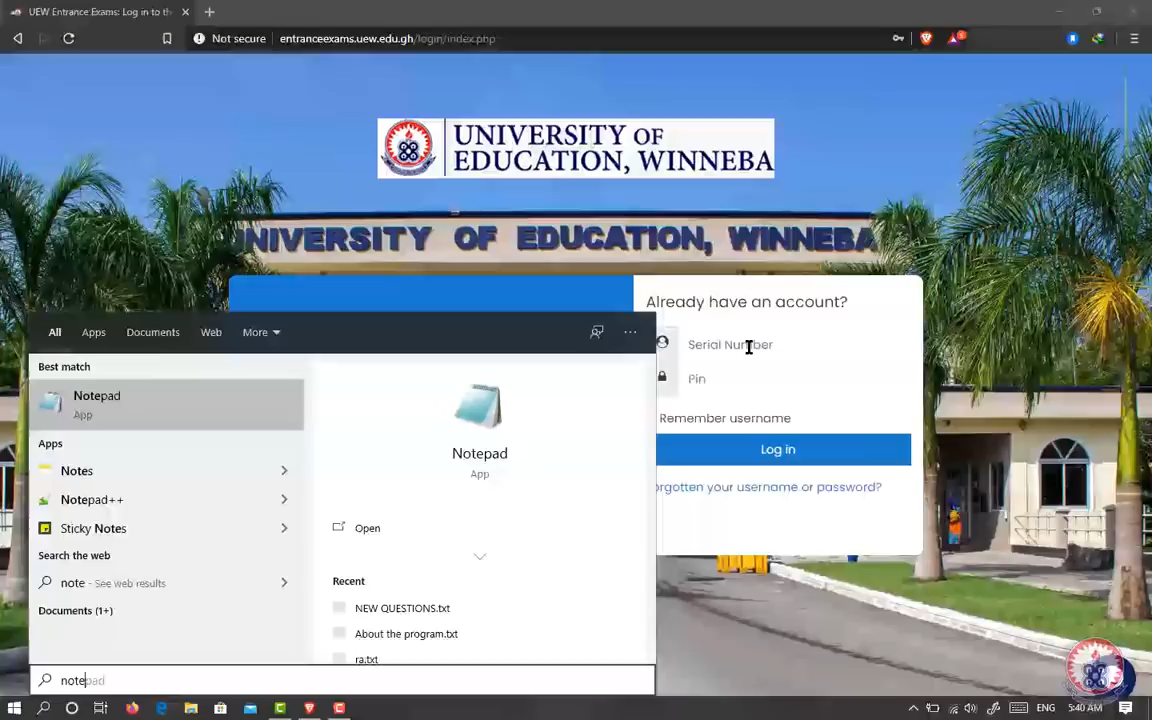 UEW Entrance Exams: Log in to th
Not secure
entranceexams.uew.edu.gh/login/index.php
UNIVERSITY OF
EDUCATION, WINNEBA
UNIVERSITY OF EDUCATION, WINNEBA
Already have an account?
Serial Number
Pin
Remember username
Log in
orgotten your username or password?
All
Apps
Documents
Web
More
Best match
Notepad
App
Apps
Notes
Notepad++
Sticky Notes
Search the web
note - See web results
Documents (1+)
Notepad
App
Open
Recent
NEW QUESTIONS.txt
About the program.txt
ra.txt
notepad
ENG
5:40 AM